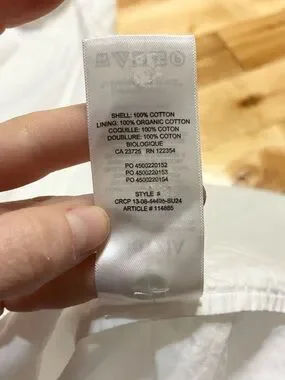 SHELL: 100% COTTON
LINING: 100% ORGANIC COTTON
COQUILLE: 100% COTON
DOUBLURE: 100% COTON
BIOLOGIQUE
CA 23725 RN 122354
PO 4500220152
PO 4500220153
PO 4500220154
STYLE #
ARTICLE # 114665